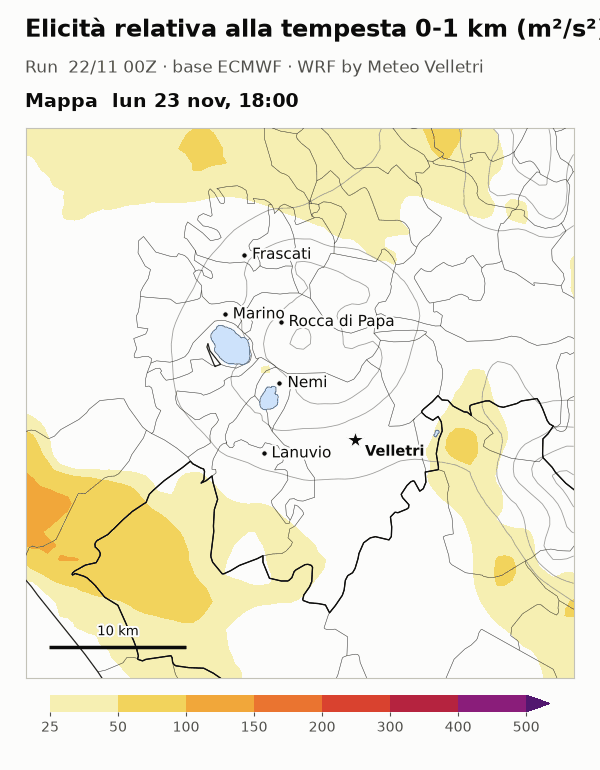 Elicità relativa alla tempesta 0-1 km (m²/s²)
Run  22/11 00Z · base ECMWF · WRF by Meteo Velletri
Mappa  lun 23 nov, 18:00
Frascati
Marino
Rocca di Papa
Nemi
Velletri
Lanuvio
10 km
25 50 100 150 200 300 400 500